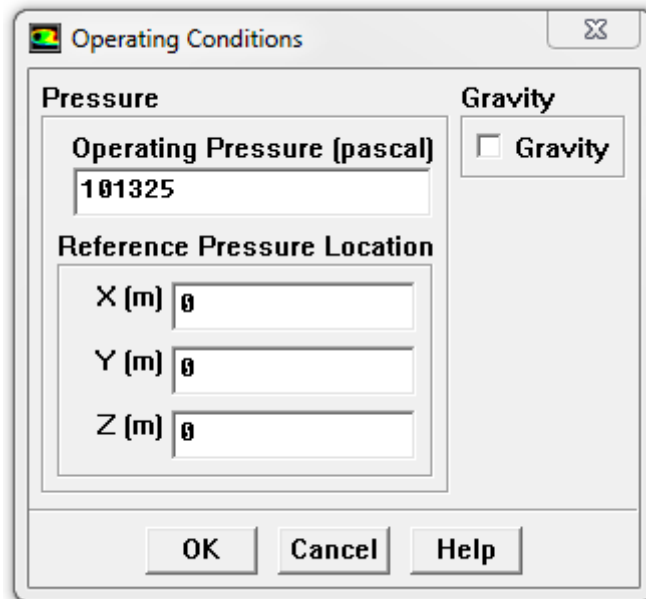 Operating Conditions
Pressure
Gravity
Operating Pressure (pascal)
Gravity
101325
Reference Pressure Location
X (m) 0
Y (m) 0
Z (m) 0
OK Cancel Help